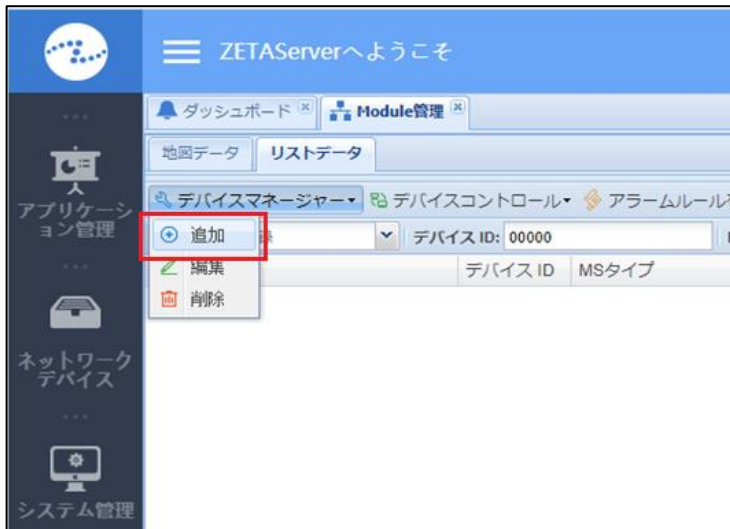 ZETAServerへようこそ
ダッシュボード
Module管理
地図データ
リストデータ
デバイスマネージャー
デバイスコントロール
アラームルール
追加
デバイス ID: 00000
編集
削除
デバイス ID
MSタイプ
アプリケーシ
ョン管理
ネットワーク
デバイス
システム管理